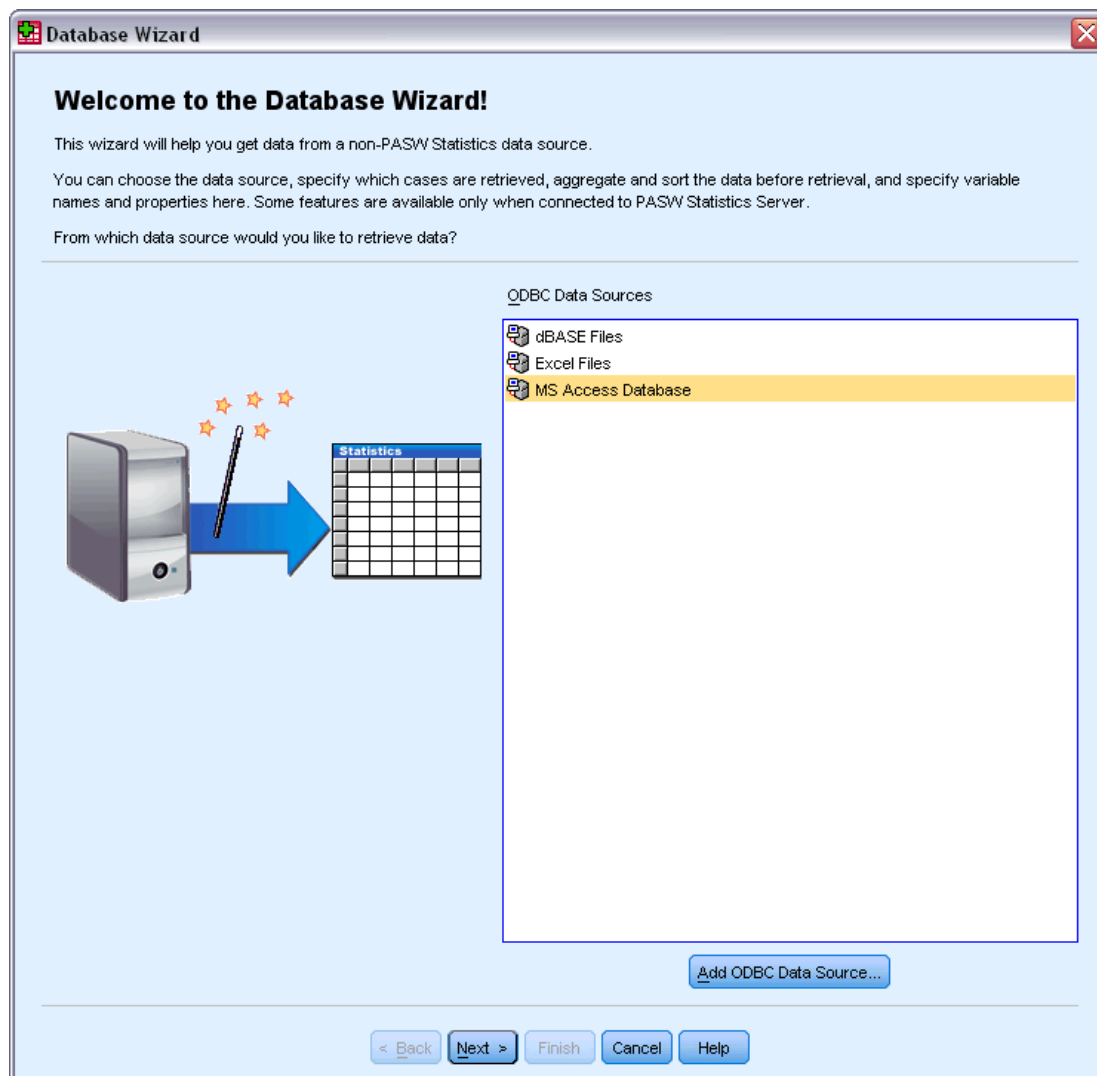 Database Wizard
Welcome to the Database Wizard!
This wizard will help you get data from a non-PASW Statistics data source.
You can choose the data source, specify which cases are retrieved, aggregate and sort the data before retrieval, and specify variable
names and properties here. Some features are available only when connected to PASW Statistics Server.
From which data source would you like to retrieve data?
ODBC Data Sources
dBASE Files
Excel Files
MS Access Database
Statistics
Add ODBC Data Source...
< Back
Next >
Finish
Cancel
Help